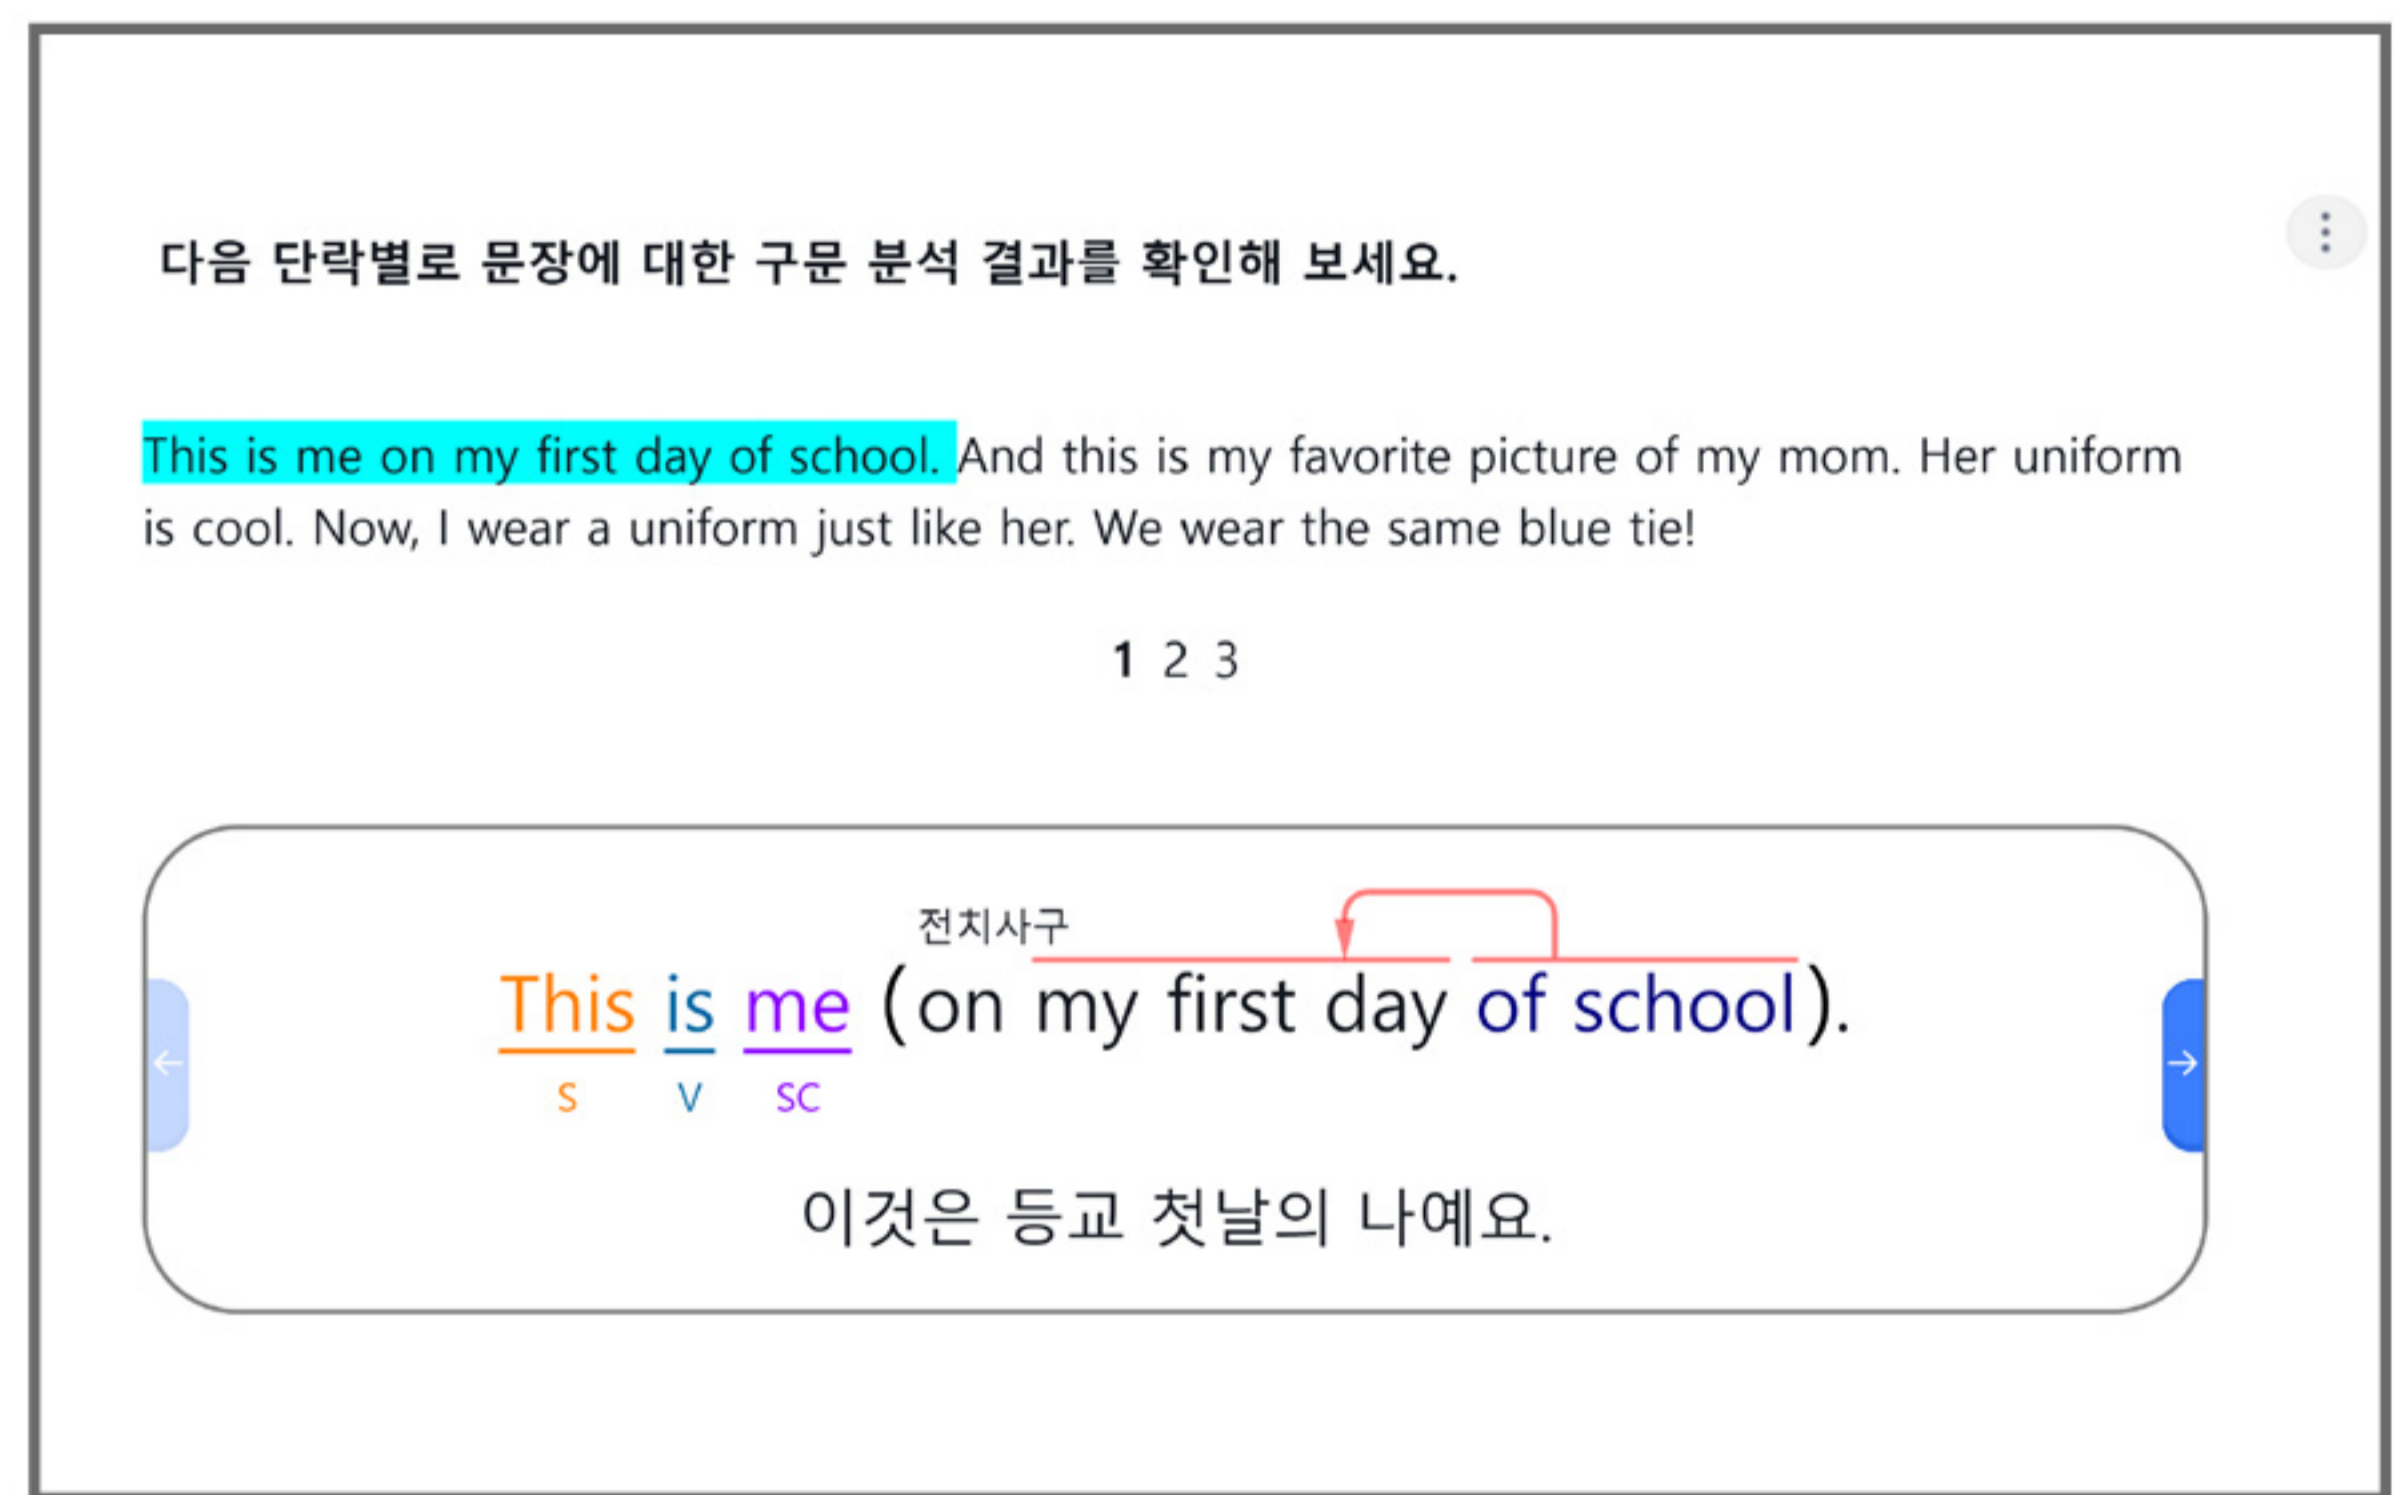 다음 단락별로 문장에 대한 구문 분석 결과를 확인해 보세요.
This is me on my first day of school. And this is my favorite picture of my mom. Her uniform
is cool. Now, I wear a uniform just like her. We wear the same blue tie!
1 2 3
전치사구
This is me (on my first day of school).
S V SC
이것은 등교 첫날의 나예요.